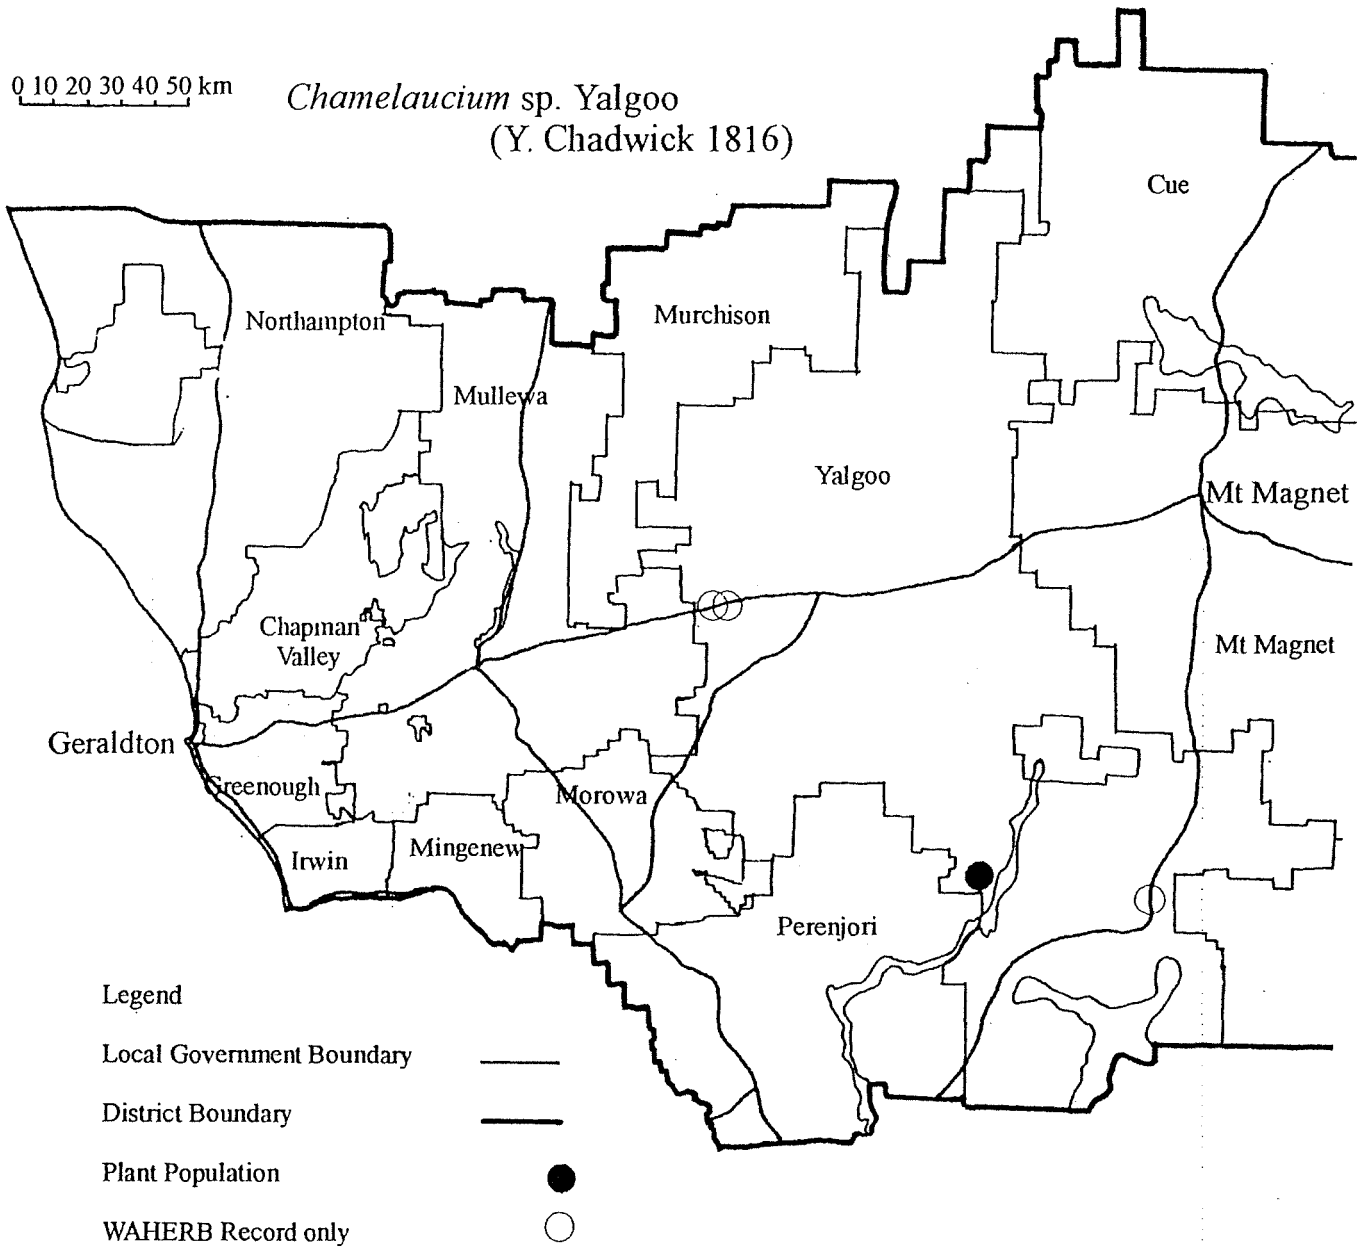 0 10 20 30 40 50 km
Chamelaucium sp. Yalgoo
(Y. Chadwick 1816)
Cue
Northampton
Murchison
Mullewa
Yalgoo
Mt Magnet
Chapman
Valley
Mt Magnet
Geraldton
Greenough
Morowa
Irwin
Mingenew
Perenjori
Legend
Local Government Boundary
District Boundary
Plant Population
WAHERB Record only